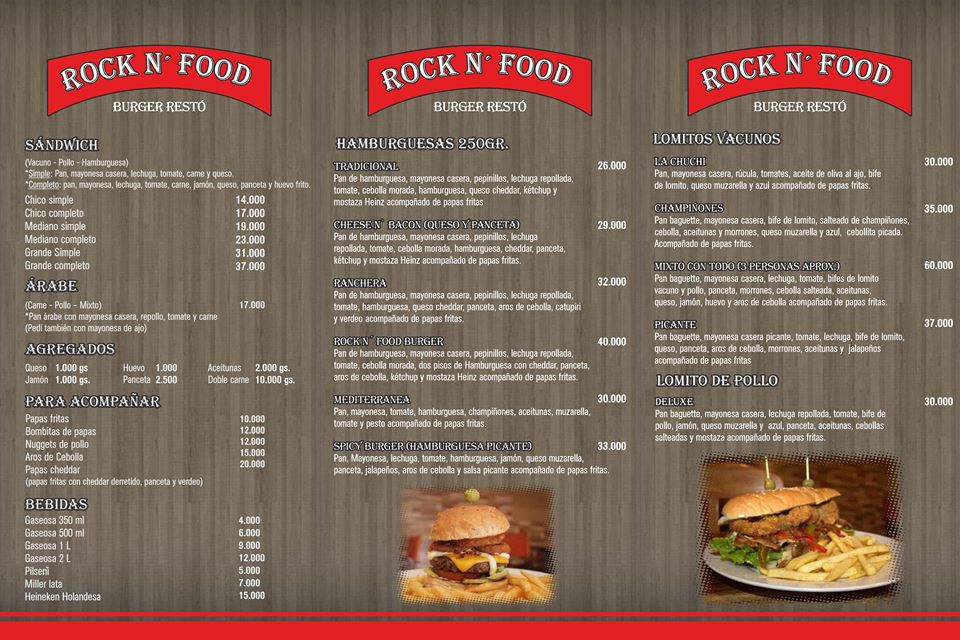 ROCK N´ FOOD
BURGER RESTÓ
SÁNDWICH
(Vacuno - Pollo - Hamburguesa)
*Simple: Pan, mayonesa casera, lechuga, tomate, carne y queso.
*Completo: pan, mayonesa, lechuga, tomate, carne, jamón, queso, panceta y huevo frito.
Chico simple 14.000
Chico completo 17.000
Mediano simple 19.000
Mediano completo 23.000
Grande Simple 31.000
Grande completo 37.000
ÁRABE
(Carne - Pollo - Mixto) 17.000
*Pan árabe con mayonesa casera, repollo, tomate y carne
(Pedí también con mayonesa de ajo)
AGREGADOS
Queso 1.000 gs Huevo 1.000 Aceitunas 2.000 gs.
Jamón 1.000 gs. Panceta 2.500 Doble carne 10.000 gs.
PARA ACOMPAÑAR
Papas fritas 10.000
Bombitas de papas 12.000
Nuggets de pollo 12.000
Aros de Cebolla 15.000
Papas cheddar 20.000
(papas fritas con cheddar derretido, panceta y verdeo)
BEBIDAS
Gaseosa 350 ml 4.000
Gaseosa 500 ml 6.000
Gaseosa 1 L 9.000
Gaseosa 2 L 12.000
Pilsenì 5.000
Miller lata 7.000
Heineken Holandesa 15.000
ROCK N´ FOOD
BURGER RESTÓ
HAMBURGUESAS 250GR.
TRADICIONAL 26.000
Pan de hamburguesa, mayonesa casera, pepinillos, lechuga repollada,
tomate, cebolla morada, hamburguesa, queso cheddar, kétchup y
mostaza Heinz acompañado de papas fritas
CHEESE N´ BACON (QUESO Y PANCETA) 29.000
Pan de hamburguesa, mayonesa casera, pepinillos, lechuga
repollada, tomate, cebolla morada, hamburguesa, cheddar, panceta,
kétchup y mostaza Heinz acompañado de papas fritas.
RANCHERA 32.000
Pan de hamburguesa, mayonesa casera, pepinillos, lechuga repollada,
tomate, hamburguesa, queso cheddar, panceta, aros de cebolla, catupiri
y verdeo acompañado de papas fritas.
ROCK N´ FOOD BURGER 40.000
Pan de hamburguesa, mayonesa casera, pepinillos, lechuga repollada,
tomate, cebolla morada, dos pisos de Hamburguesa con cheddar, panceta,
aros de cebolla, kétchup y mostaza Heinz acompañado de papas fritas.
MEDITERRANEA 30.000
Pan, mayonesa, tomate, hamburguesa, champiñones, aceitunas, muzarella,
tomate y pesto acompañado de papas fritas.
SPICY BURGER (HAMBURGUESA PICANTE) 33.000
Pan, Mayonesa, lechuga, tomate, hamburguesa, jamón, queso muzarella,
panceta, jalapeños, aros de cebolla y salsa picante acompañado de papas fritas.
ROCK N´ FOOD
BURGER RESTÓ
LOMITOS VACUNOS
LA CHUCHI 30.000
Pan, mayonesa casera, rúcula, tomates, aceite de oliva al ajo, bife
de lomito, queso muzarella y azul acompañado de papas fritas.
CHAMPIÑONES 35.000
Pan baguette, mayonesa casera, bife de lomito, salteado de champiñones,
cebolla, aceitunas y morrones, queso muzarella y azul, cebollita picada.
Acompañado de papas fritas.
MIXTO CON TODO (3 PERSONAS APROX.) 60.000
Pan baguette, mayonesa casera, lechuga, tomate, bifes de lomito
vacuno y pollo, panceta, morrones, cebolla salteada, aceitunas,
queso, jamón, huevo y aros de cebolla acompañado de papas fritas.
PICANTE 37.000
Pan baguette, mayonesa casera picante, tomate, lechuga, bife de lomito,
queso, panceta, aros de cebolla, morrones, aceitunas y jalapeños
acompañado de papas fritas
LOMITO DE POLLO
DELUXE 30.000
Pan baguette, mayonesa casera, lechuga repollada, tomate, bife de
pollo, jamón, queso muzarella y azul, panceta, aceitunas, cebollas
salteadas y mostaza acompañado de papas fritas.